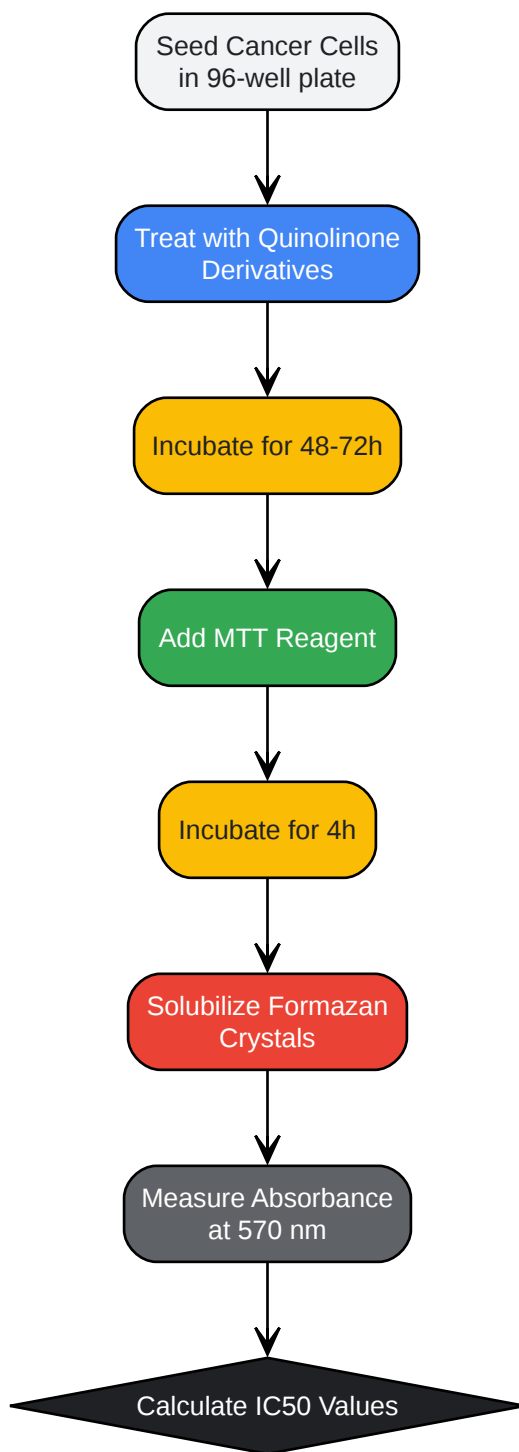 Seed Cancer Cells
in 96-well plate
Treat with Quinolinone
Derivatives
Incubate for 48-72h
Add MTT Reagent
Incubate for 4h
Solubilize Formazan
Crystals
Measure Absorbance
at 570 nm
Calculate IC50 Values